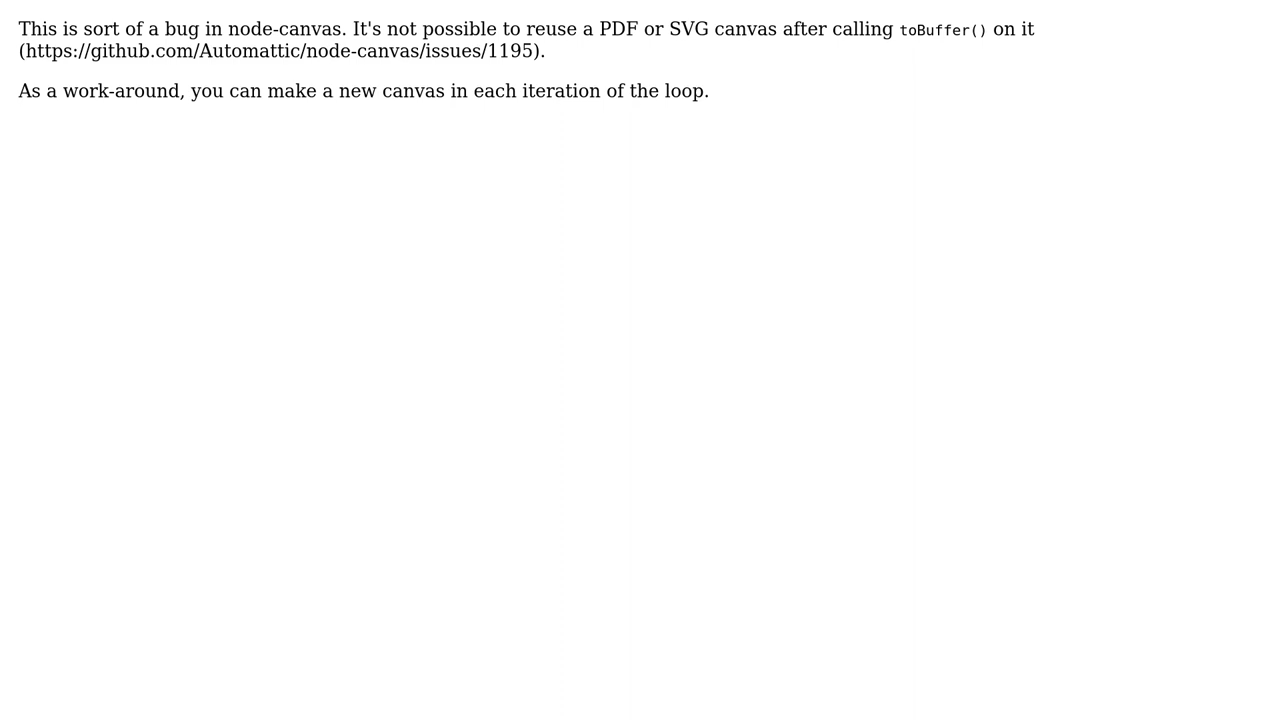 This is sort of a bug in node-canvas. It's not possible to reuse a PDF or SVG canvas after calling toBuffer() on it
(https://github.com/Automattic/node-canvas/issues/1195).
As a work-around, you can make a new canvas in each iteration of the loop.